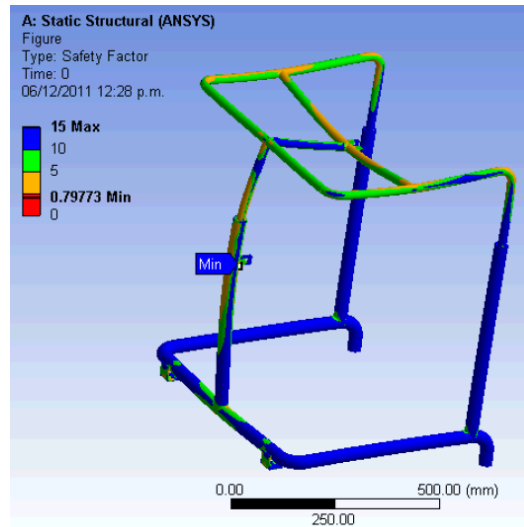 A: Static Structural (ANSYS)
Figure
Type: Safety Factor
Time: 0
06/12/2011 12:28 p.m.
15 Max
10
5
0.79773 Min
0
Min
0.00 500.00 (mm)
250.00